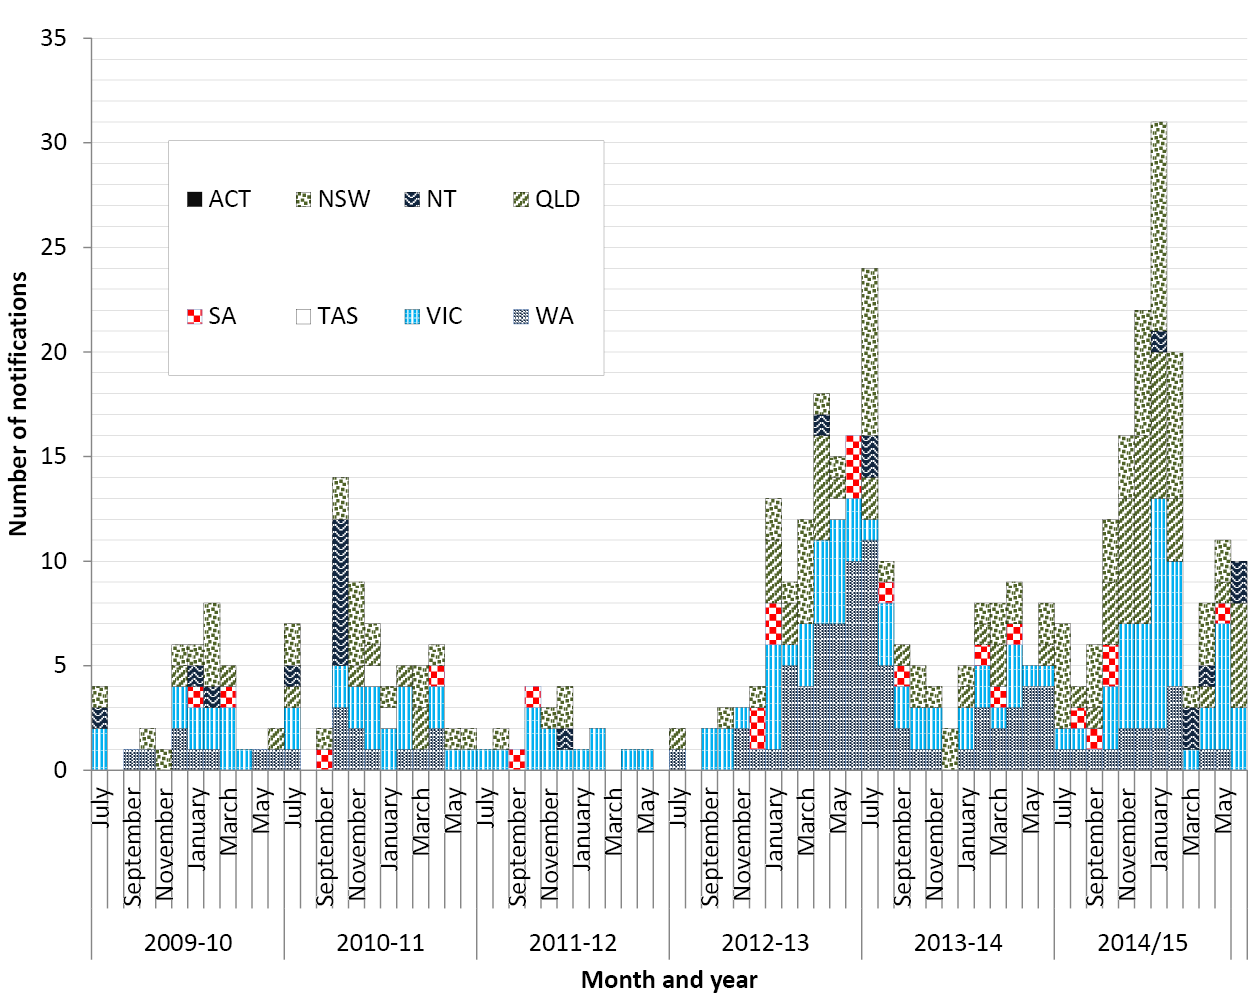 Number of notifications
35
30
25
20
15
10
5
0
ACT NSW NT QLD
SA TAS VIC WA
July September November January March May July September November January March May July September November January March May July September November January March May July September November January March May July September November January March May
2009-10 2010-11 2011-12 2012-13 2013-14 2014/15
Month and year